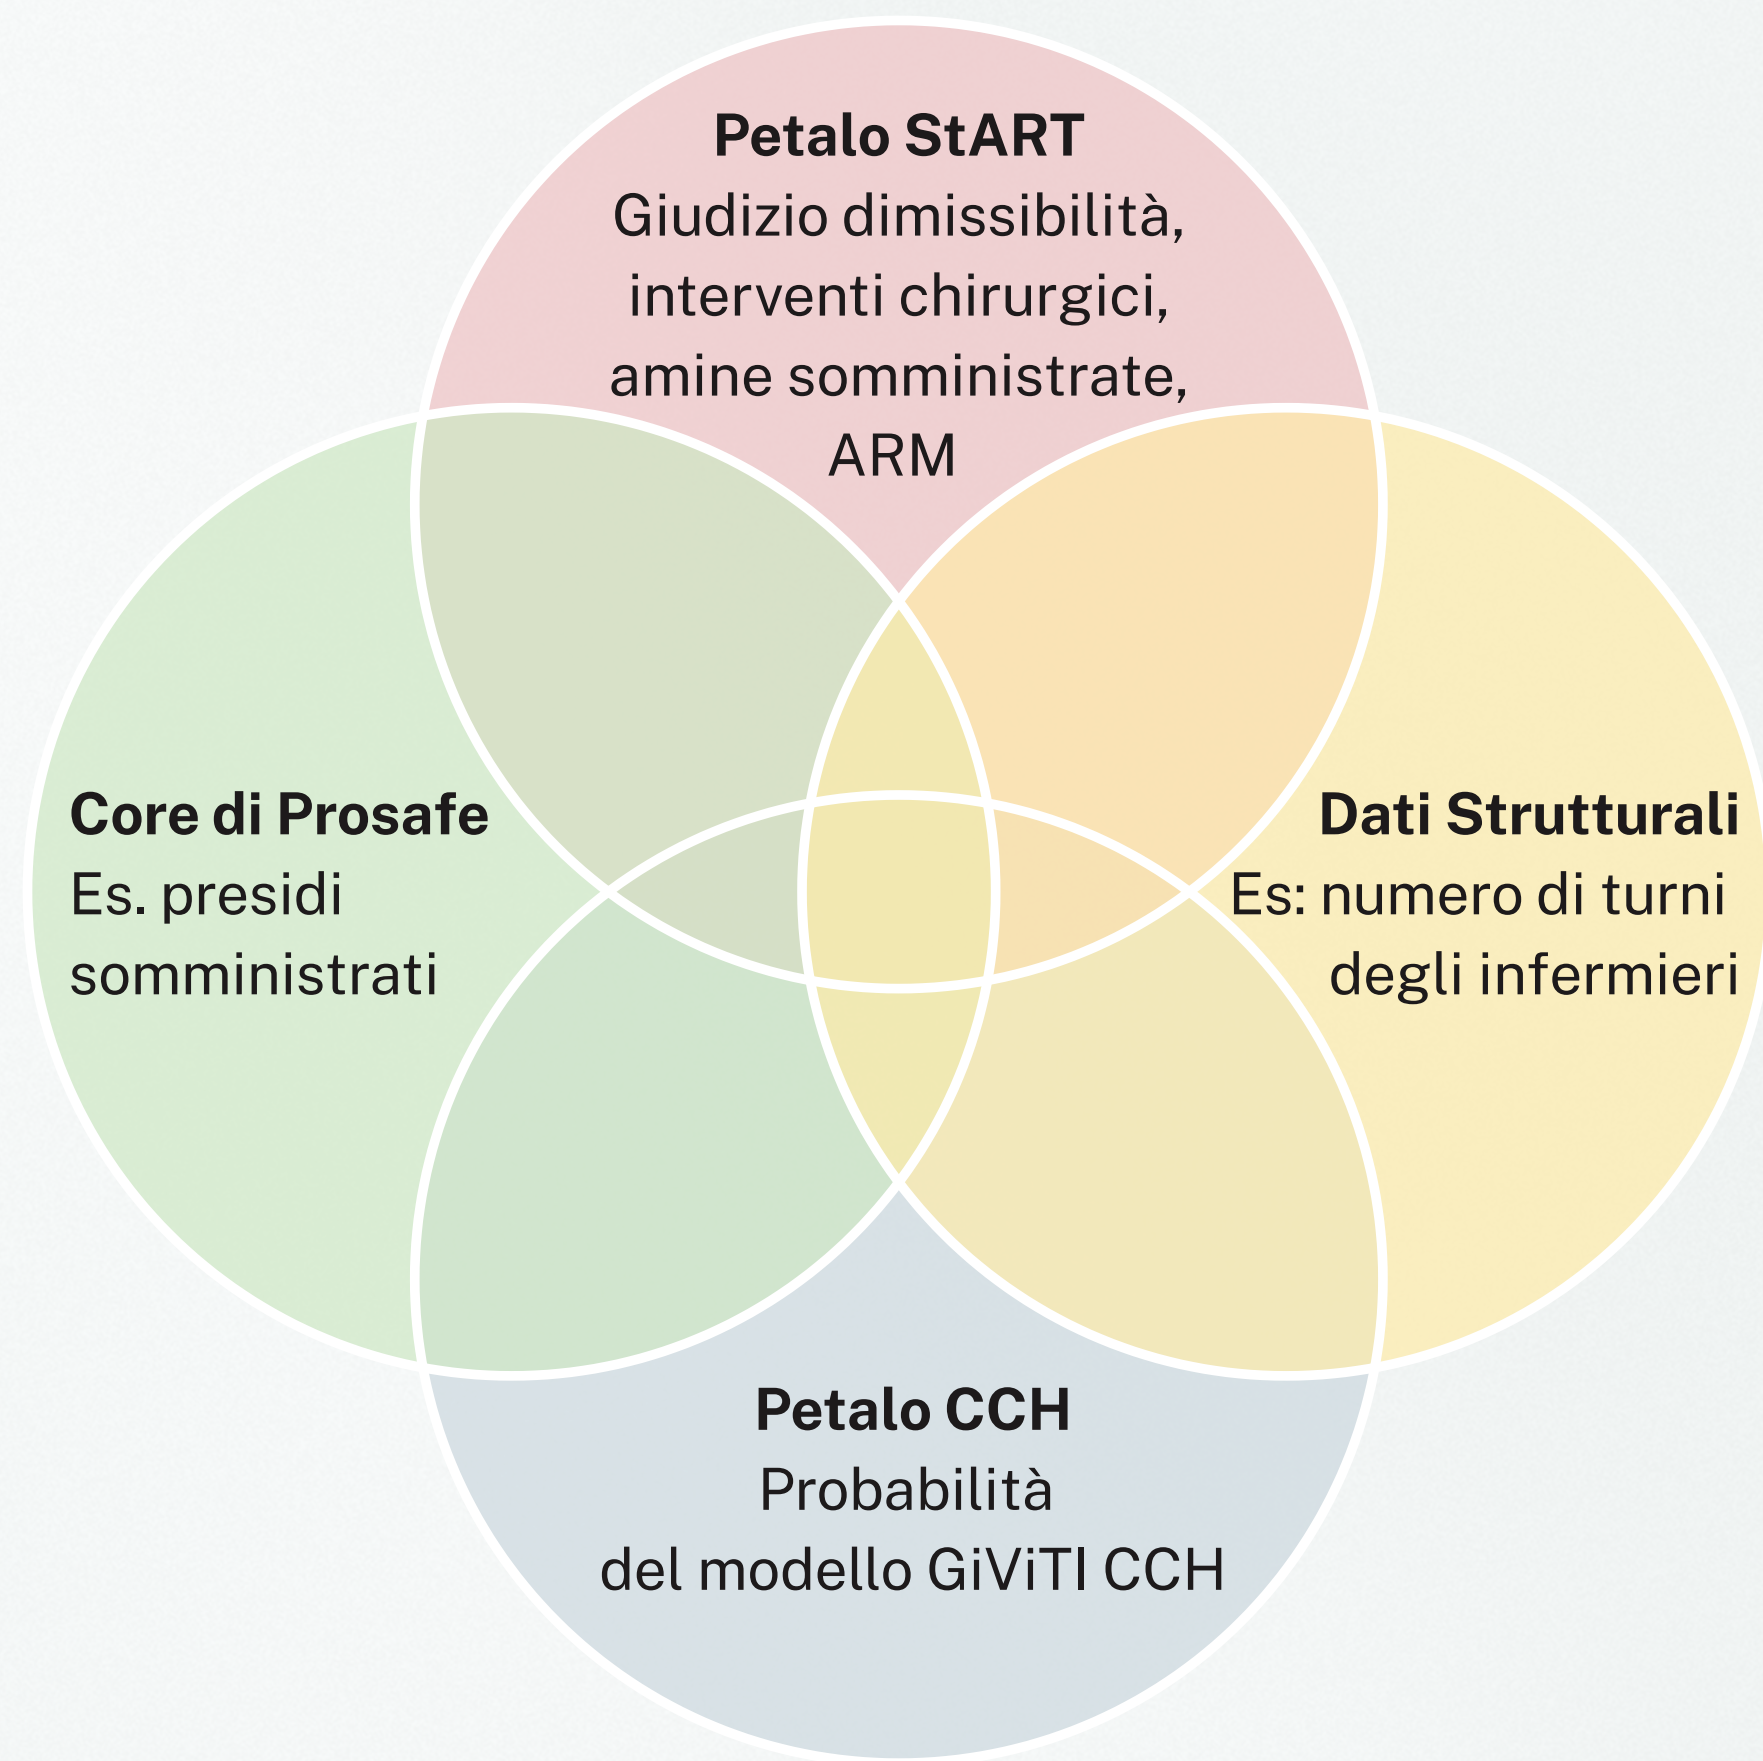 Petalo StART
Giudizio dimissibilità,
interventi chirurgici,
amine somministrate,
ARM
Core di Prosafe
Es. presidi
somministrati
Dati Strutturali
Es: numero di turni
degli infermieri
Petalo CCH
Probabilità
del modello GiViTI CCH